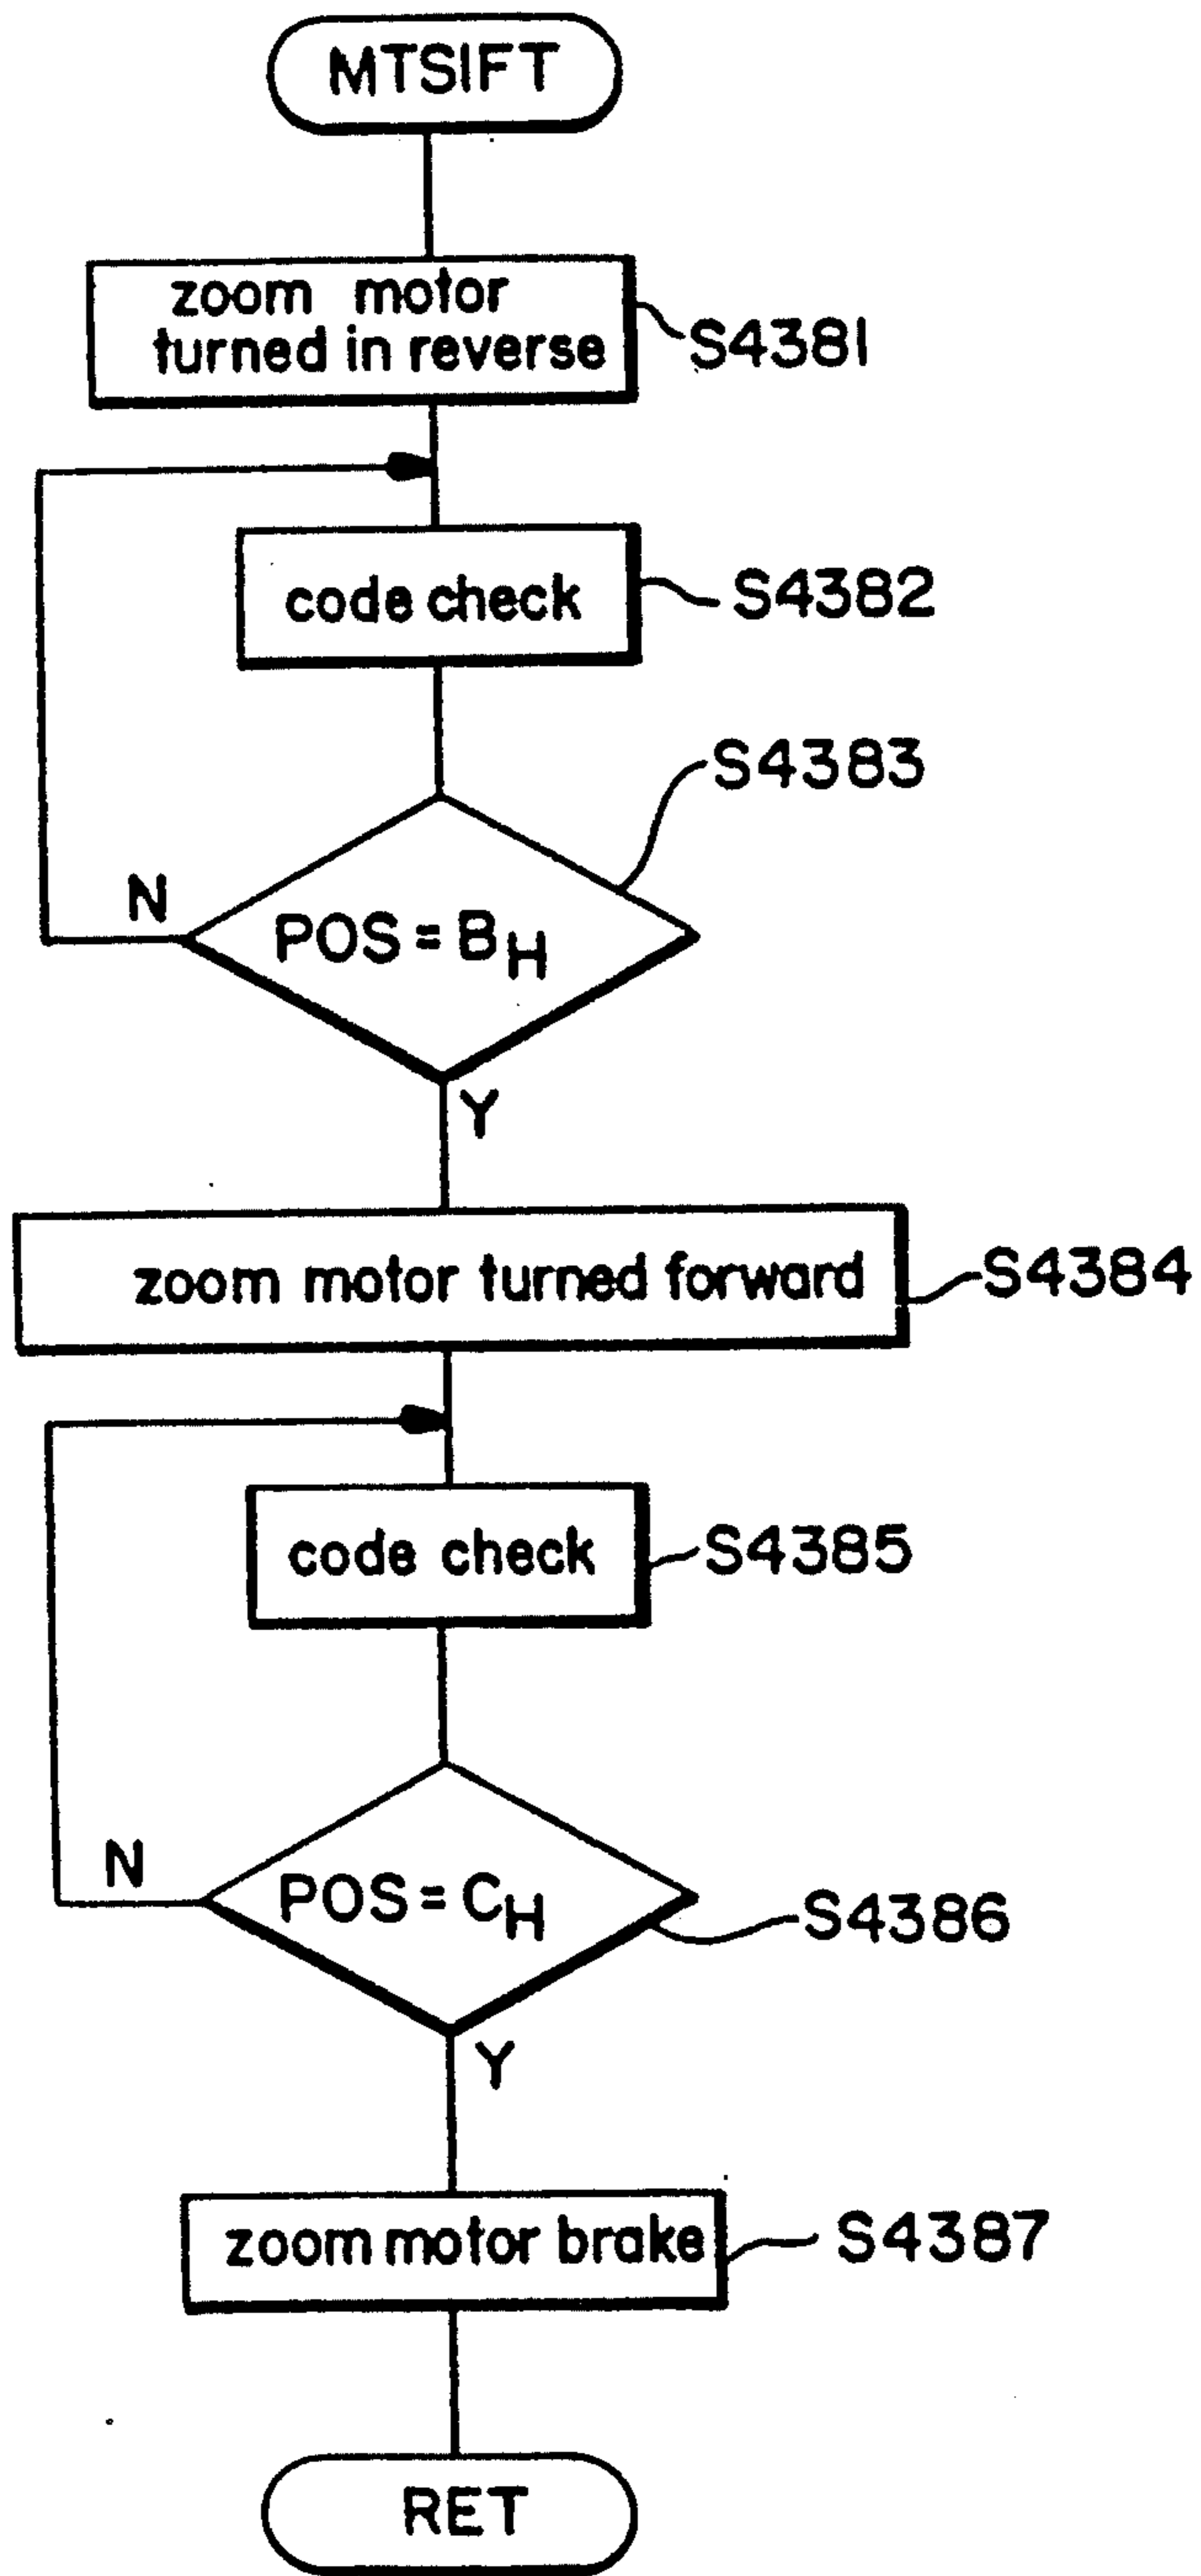 MTSIFT
zoom motor
turned in reverse
S4381
code check
S4382
S4383
N
POS = BH
Y
zoom motor turned forward
S4384
code check
S4385
N
POS = CH
S4386
Y
zoom motor brake
S4387
RET